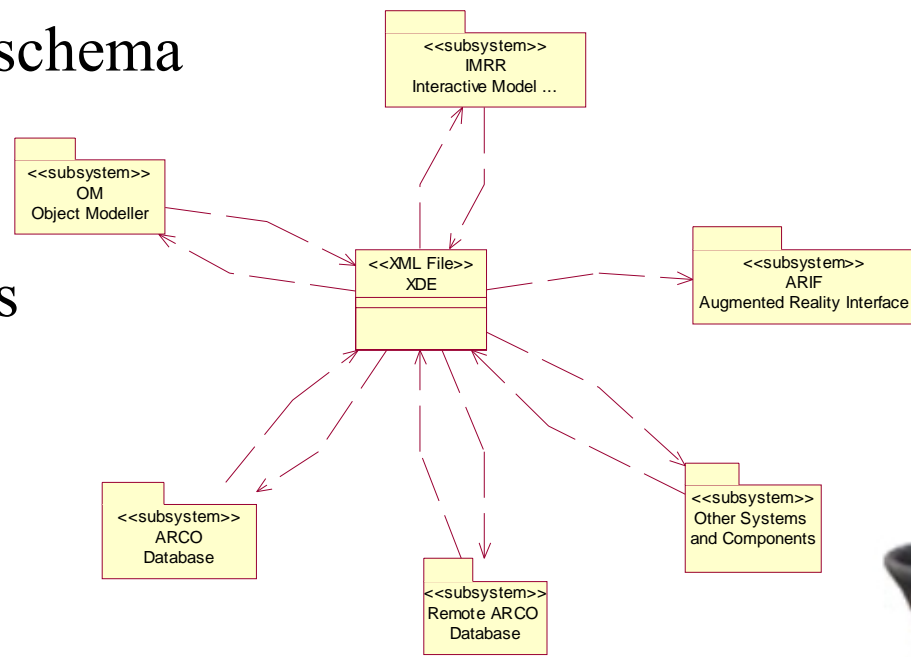 schema
<<subsystem>>
IMRR
Interactive Model ...
<<subsystem>>
OM
Object Modeller
s
<<XML File>>
XDE
<<subsystem>>
ARIF
Augmented Reality Interface
<<subsystem>>
ARCO
Database
<<subsystem>>
Remote ARCO
Database
<<subsystem>>
Other Systems
and Components